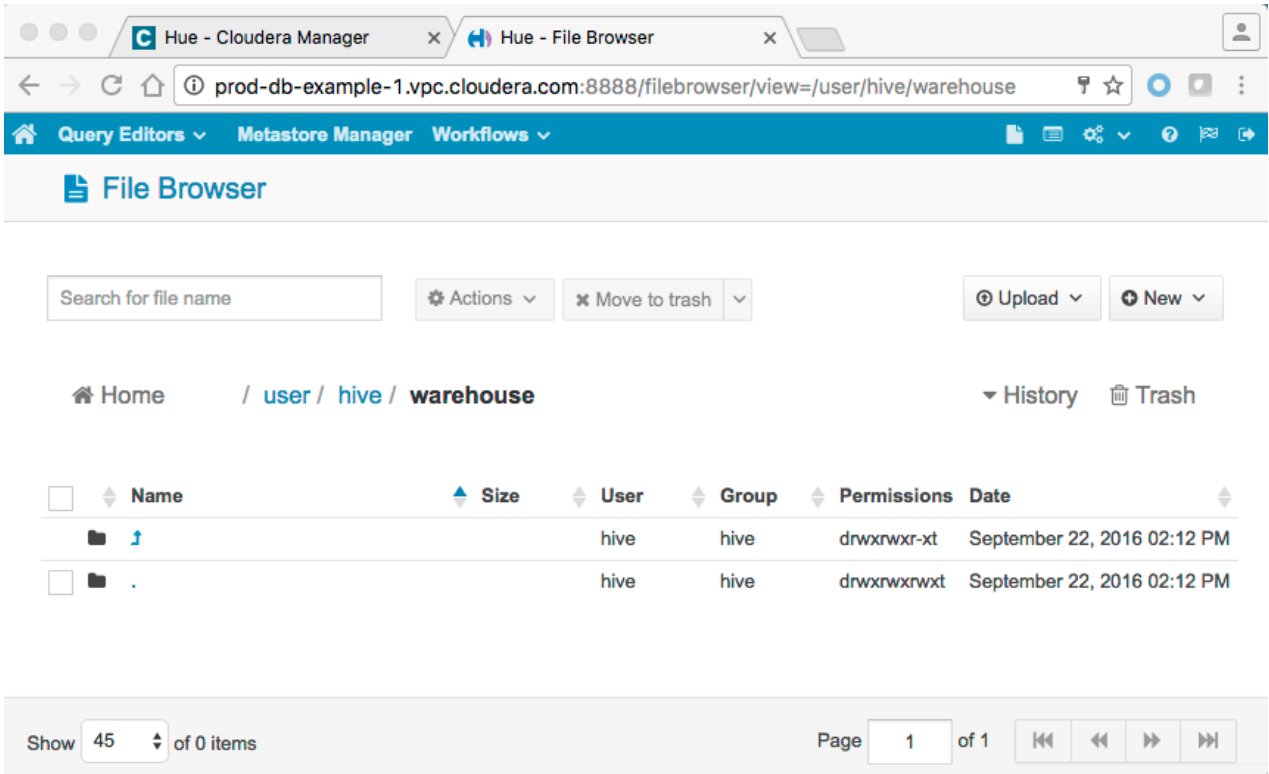 Hue - Cloudera Manager Hue - File Browser
prod-db-example-1.vpc.cloudera.com:8888/filebrowser/view=/user/hive/warehouse
Query Editors Metastore Manager Workflows
File Browser
Search for file name Actions Move to trash Upload New
Home / user / hive / warehouse History Trash
Name Size User Group Permissions Date
hive hive drwxrwxr-xt September 22, 2016 02:12 PM
. hive hive drwxrwxrwxt September 22, 2016 02:12 PM
Show 45 of 0 items Page 1 of 1